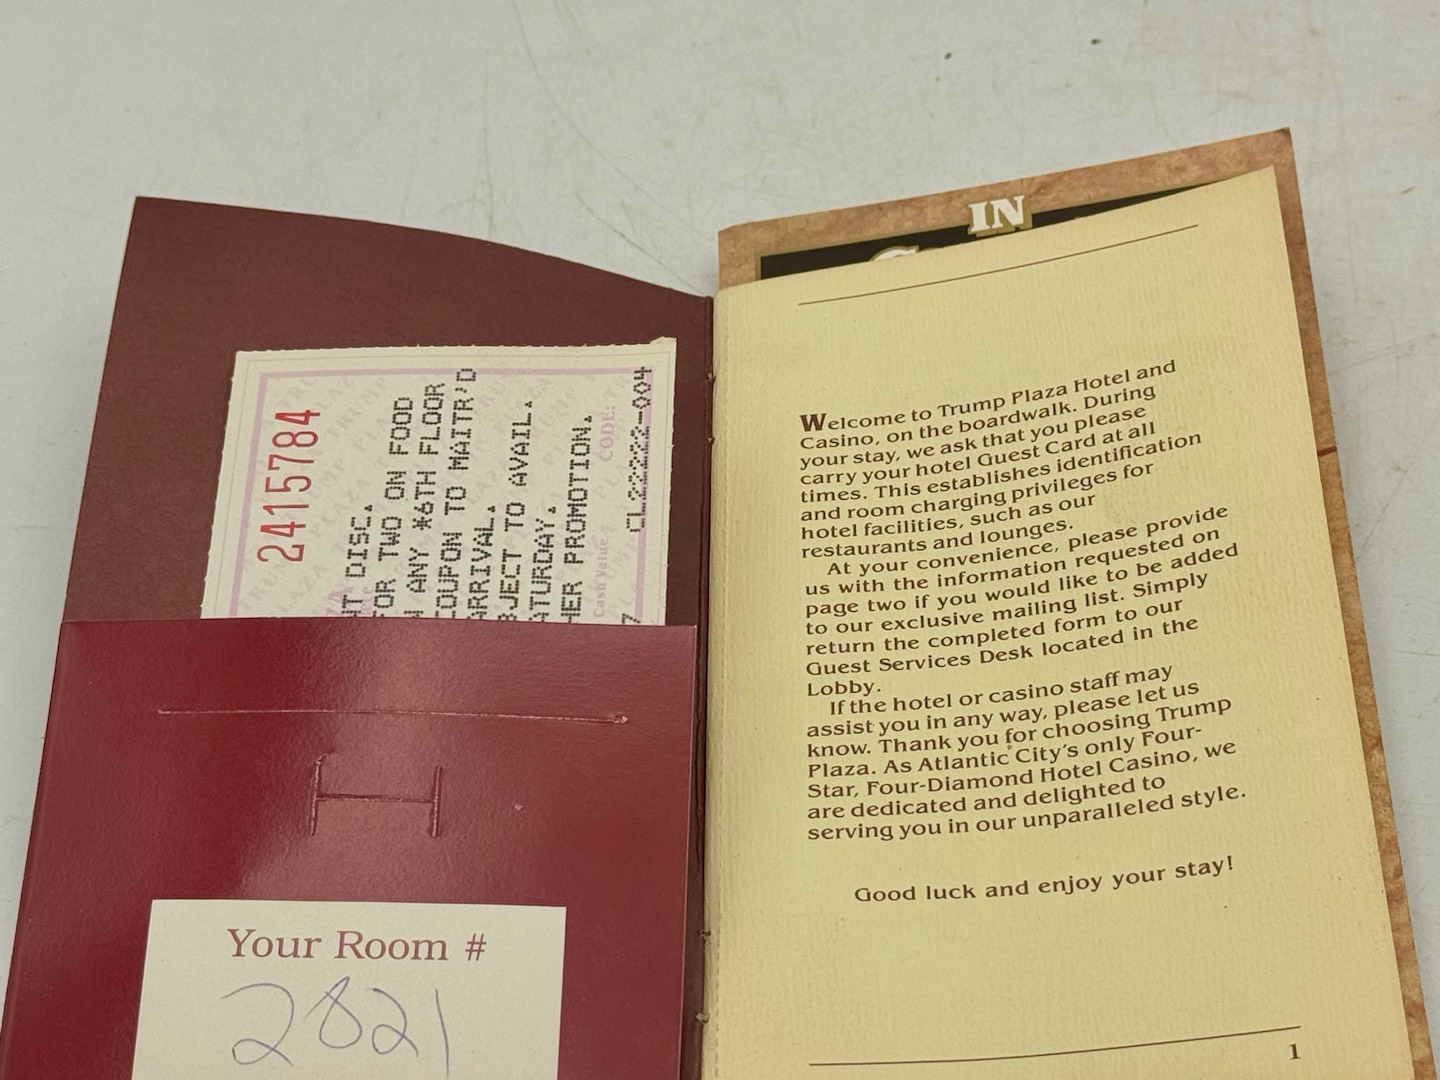 2415784
DISC.
FOR TWO ON FOOD
ANY *6TH FLOOR
COUPON TO MAITR'D
ARRIVAL.
TO AVAIL.
PROMOTION.
Cash Value
CODE:
CL22222-004
Your Room #
2821
IN
Welcome to Trump Plaza Hotel and
Casino, on the boardwalk. During
your stay, we ask that you please
carry your hotel Guest Card at all
times. This establishes identification
and room charging privileges for
hotel facilities, such as our
restaurants and lounges.
At your convenience, please provide
us with the information requested on
page two if you would like to be added
to our exclusive mailing list. Simply
return the completed form to our
Guest Services Desk located in the
Lobby.
If the hotel or casino staff may
assist you in any way, please let us
know. Thank you for choosing Trump
Plaza. As Atlantic City's only Four-
Star, Four-Diamond Hotel Casino, we
are dedicated and delighted to
serving you in our unparalleled style.
Good luck and enjoy your stay!
1